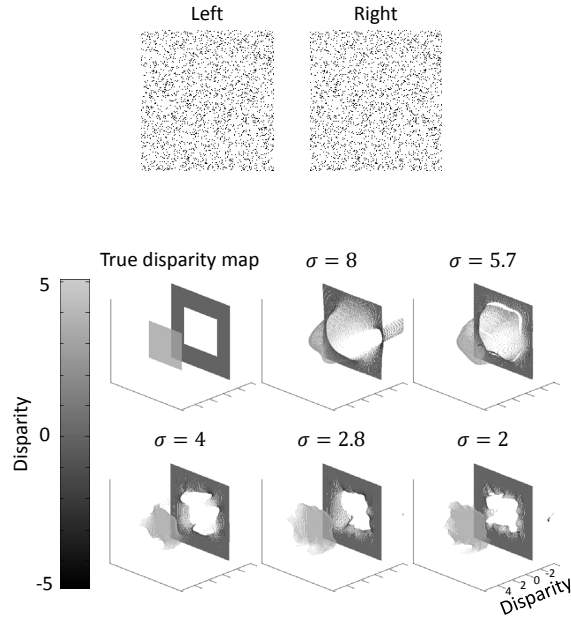 Left Right
True disparity map σ = 8 σ = 5.7
5
0
-5
Disparity
σ = 4 σ = 2.8 σ = 2
4 2 0 -2
Disparity